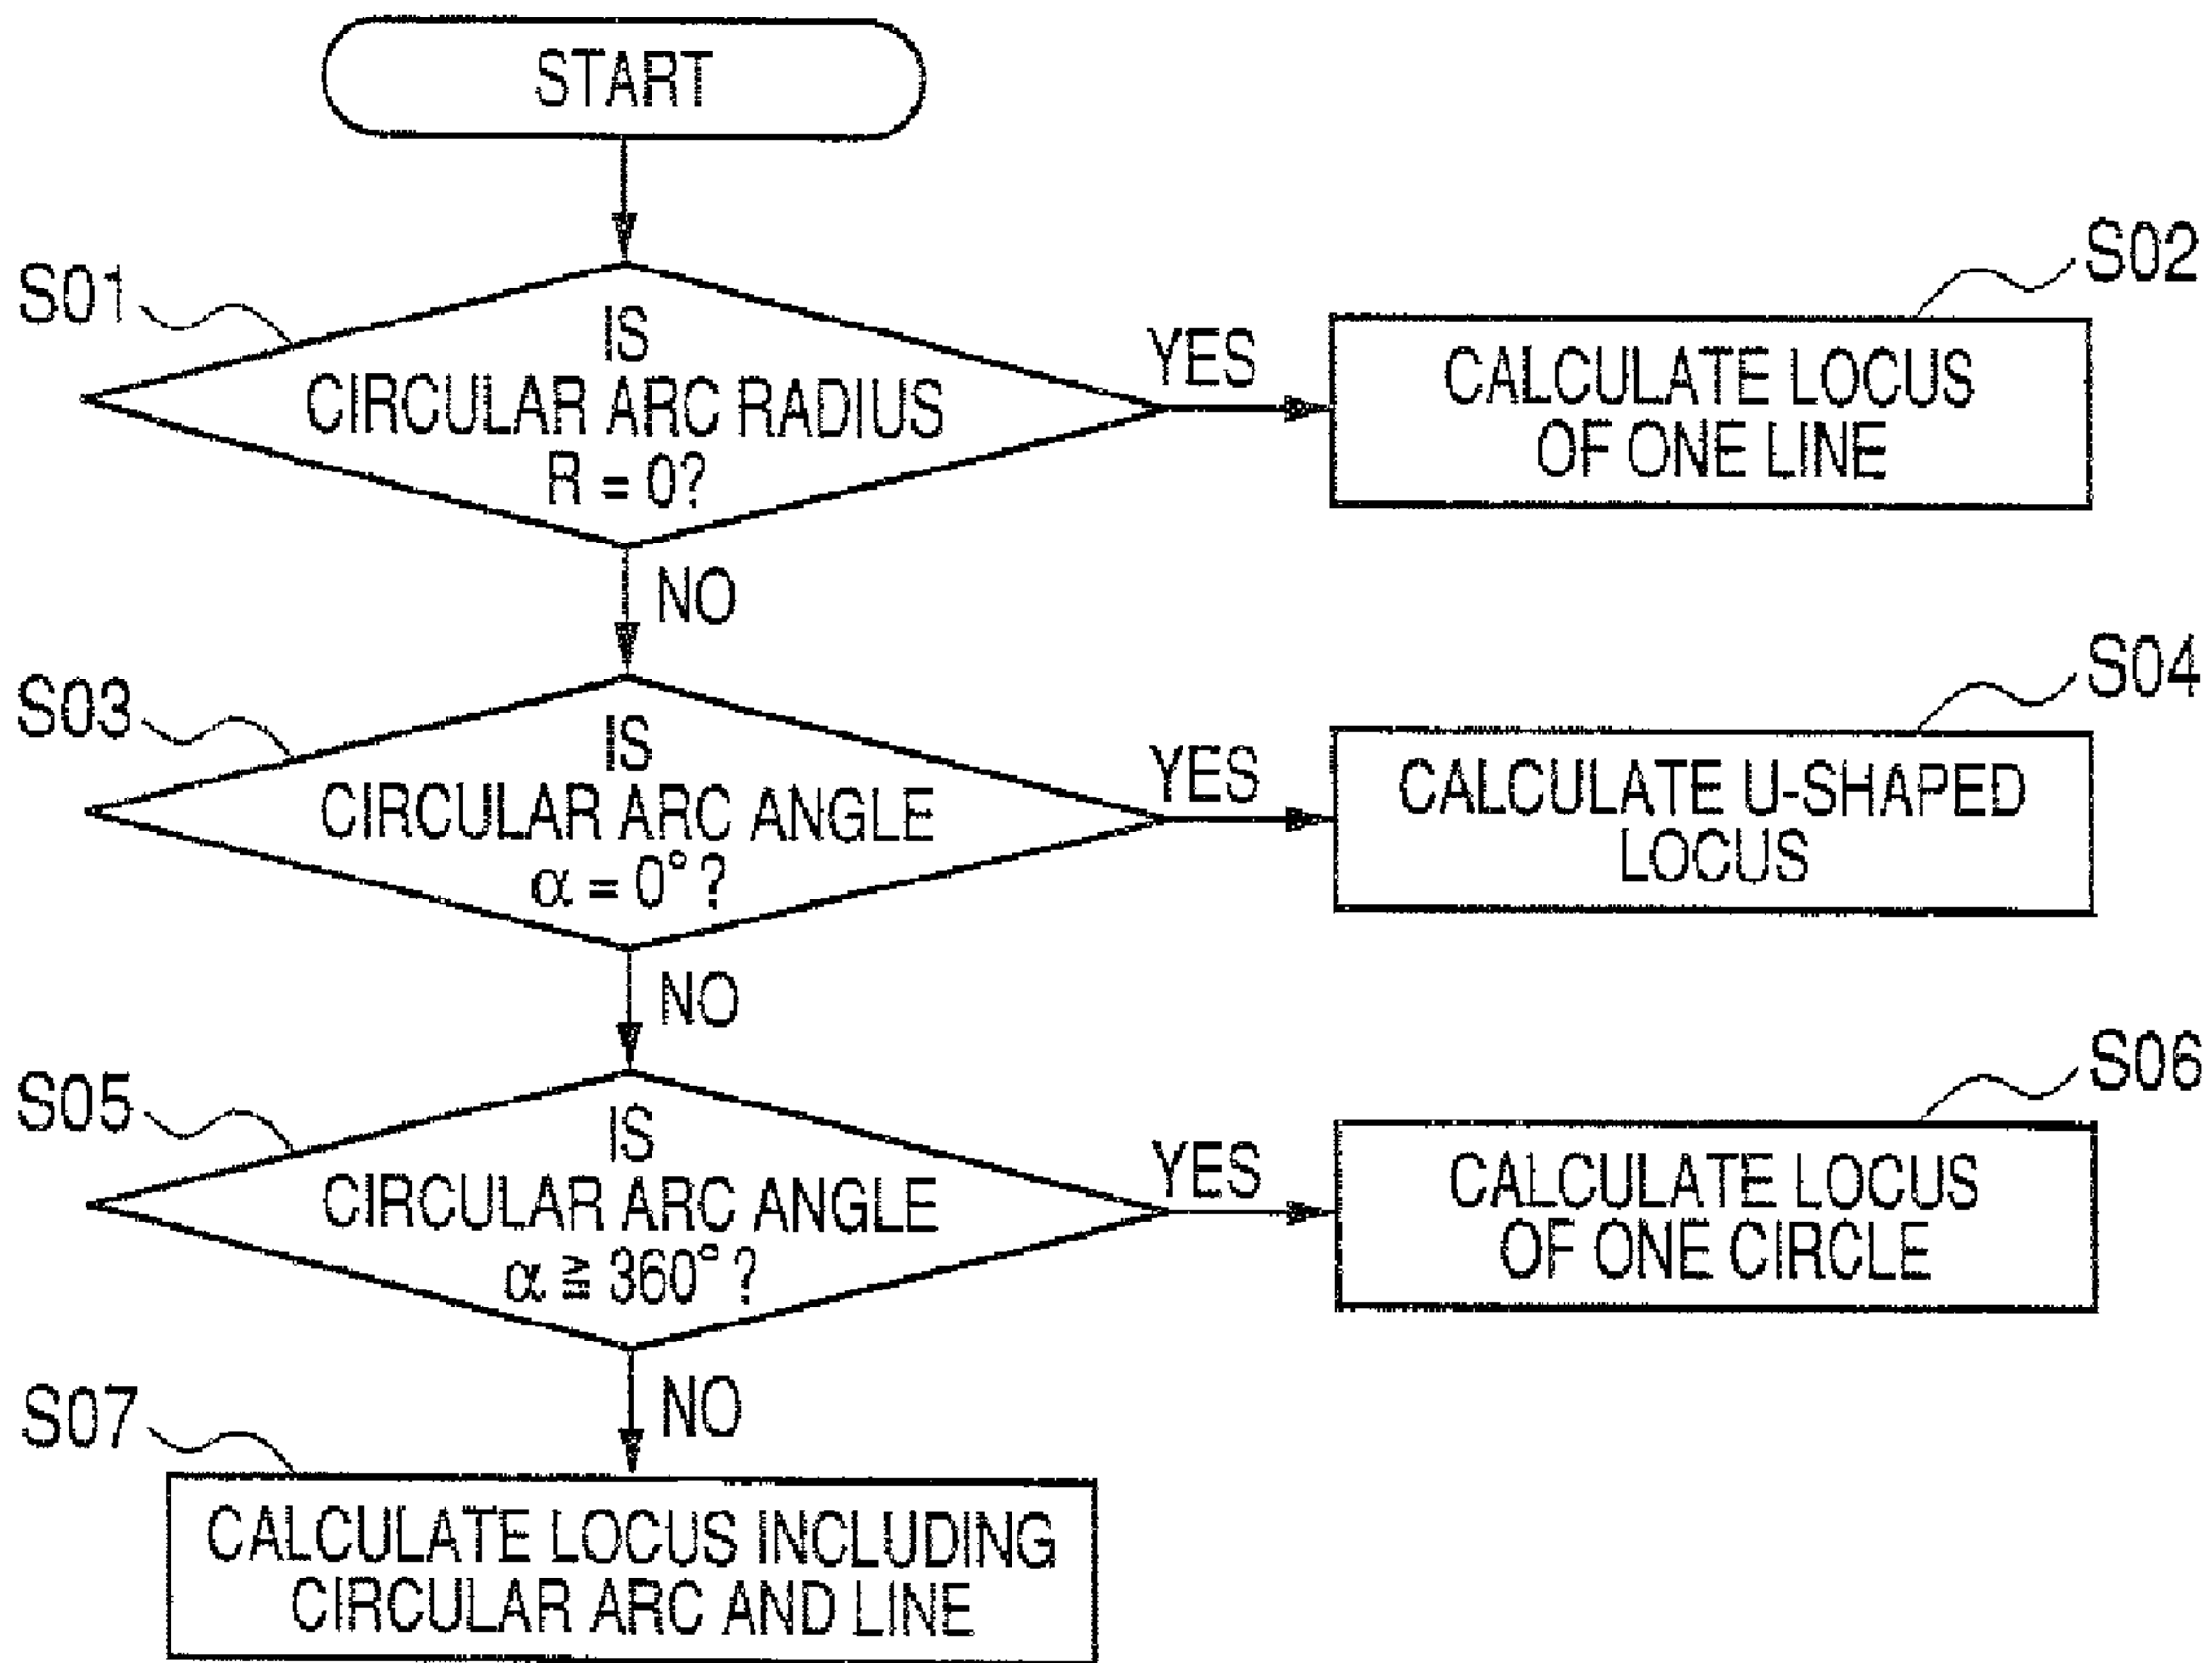 START
S01
IS
CIRCULAR ARC RADIUS
R = 0?
YES
S02
CALCULATE LOCUS
OF ONE LINE
NO
S03
IS
CIRCULAR ARC ANGLE
α = 0°?
YES
S04
CALCULATE U-SHAPED
LOCUS
NO
S05
IS
CIRCULAR ARC ANGLE
α ≧ 360°?
YES
S06
CALCULATE LOCUS
OF ONE CIRCLE
NO
S07
CALCULATE LOCUS INCLUDING
CIRCULAR ARC AND LINE